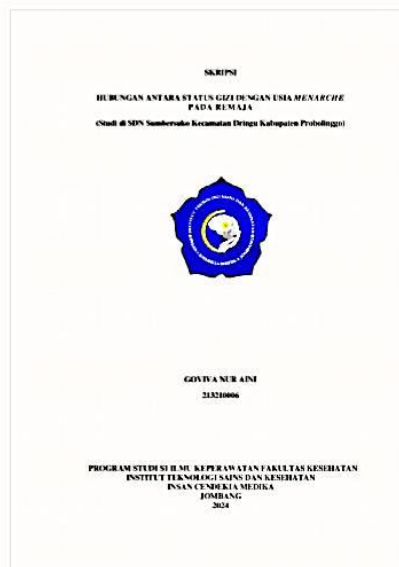 SKRIPSI
HUBUNGAN ANTARA STATUS GIZI DENGAN USIA MENARCHE
PADA REMAJA
(Studi di SDN Sumbersuko Kecamatan Dringu Kabupaten Probolinggo)
GOVIVA NUR AINI
213210006
PROGRAM STUDI S1 ILMU KEPERAWATAN FAKULTAS KESEHATAN
INSTITUT TEKNOLOGI SAINS DAN KESEHATAN
INSAN CENDEKIA MEDIKA
JOMBANG
2024